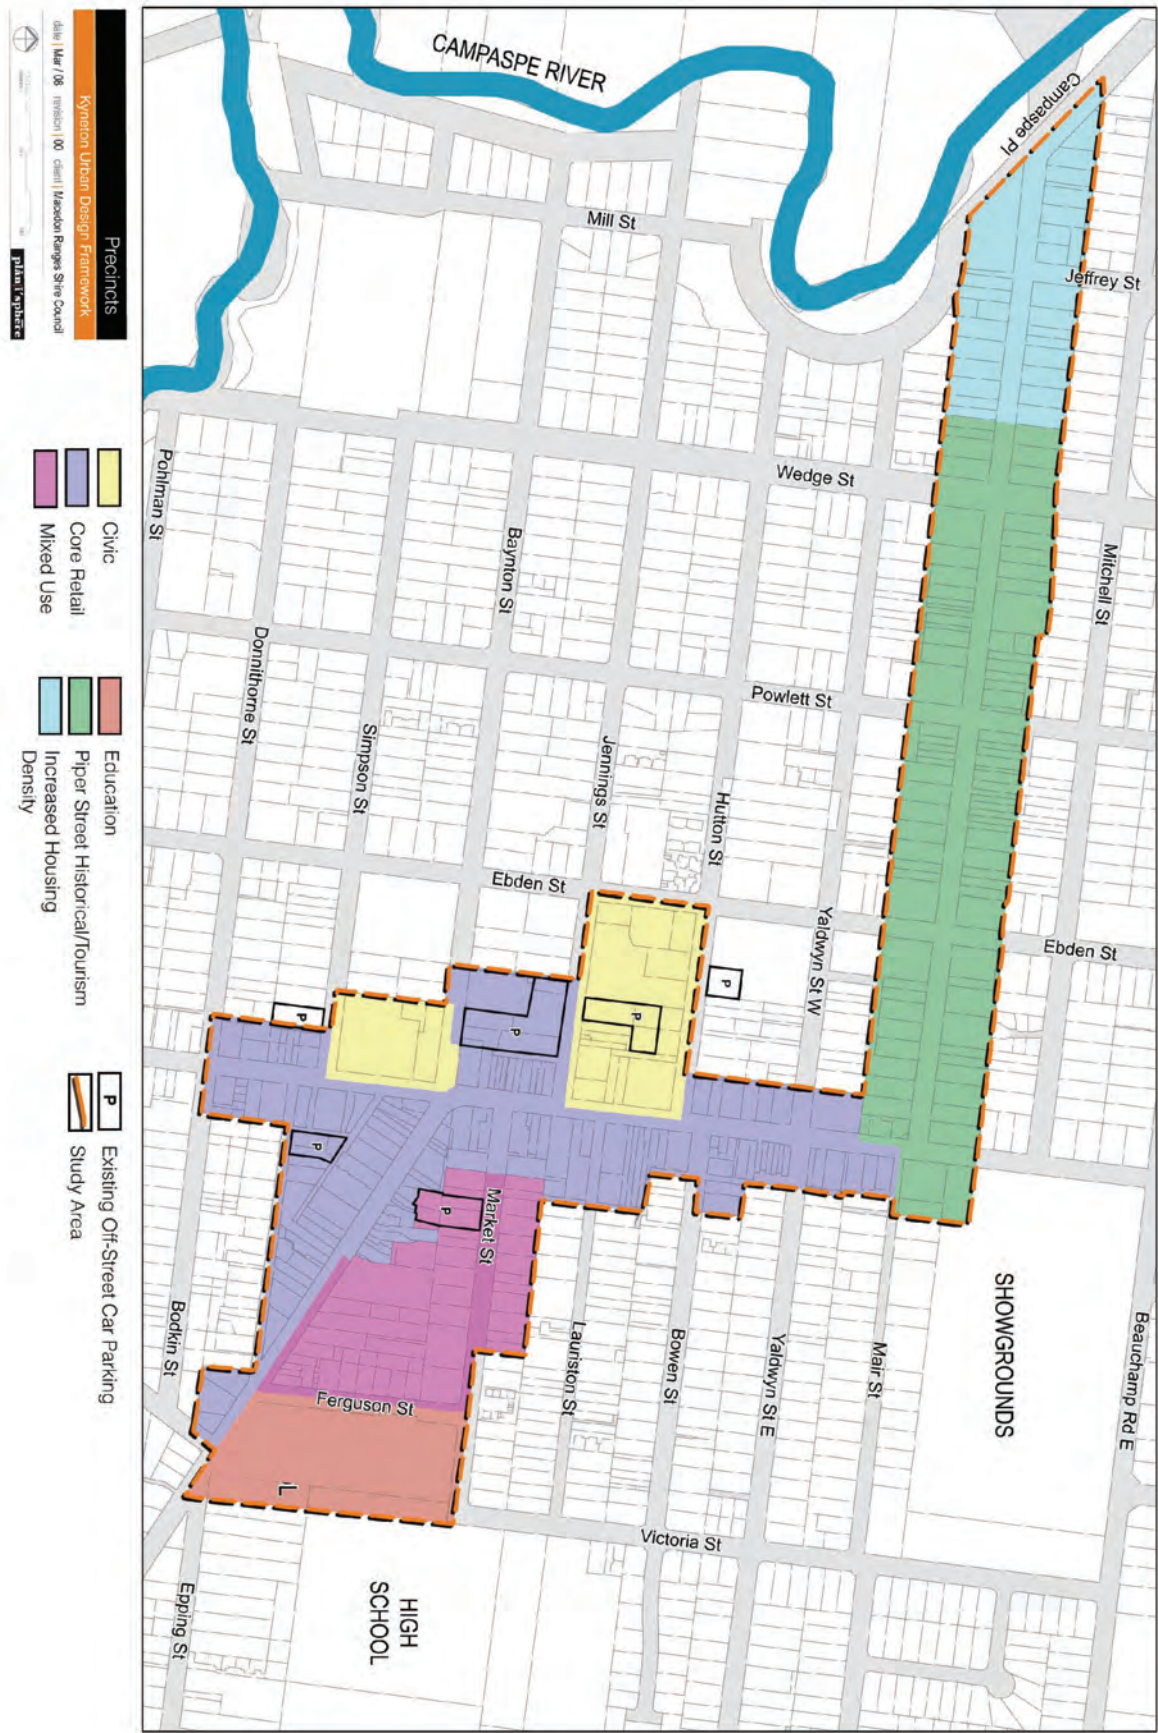 CAMPASPE RIVER
Campaspe Pl
Mill St
Jeffrey St
Wedge St
Mitchell St
Pohlman St
Baynton St
Donnithorne St
Simpson St
Powlett St
Jennings St
Hutton St
Ebden St
Yaldwyn St W
Ebden St
P
P
P
P
P
P
Market St
SHOWGROUNDS
Beauchamp Rd E
Bodkin St
Lauriston St
Bowen St
Yaldwyn St E
Mair St
Ferguson St
L
Victoria St
HIGH
SCHOOL
Epping St
Precincts
Kyneton Urban Design Framework
date | Mar / 08 revision | 00 client | Macedon Ranges Shire Council
plan i sphere
Civic
Core Retail
Mixed Use
Education
Piper Street Historical/Tourism
Increased Housing
Density
P Existing Off-Street Car Parking
Study Area